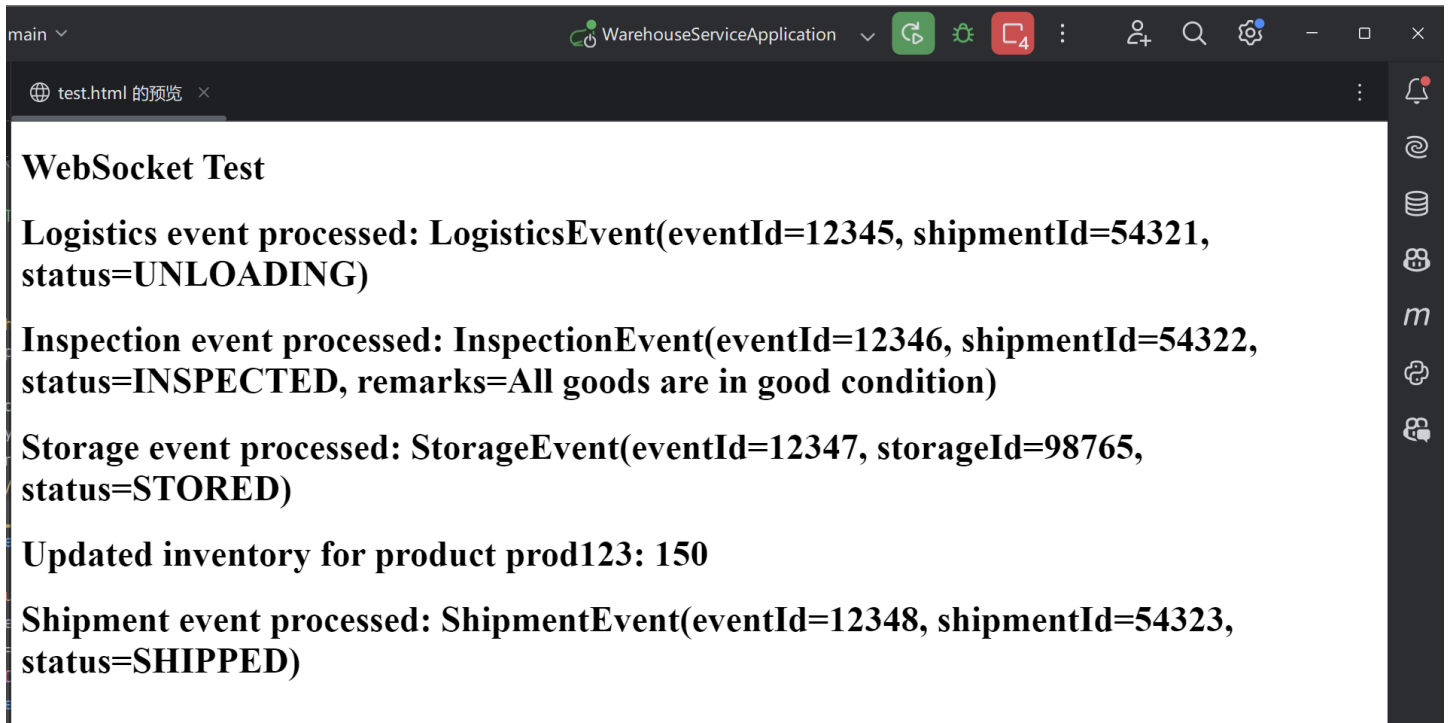 main
WarehouseServiceApplication
4
test.html 的预览
m
WebSocket Test
Logistics event processed: LogisticsEvent(eventId=12345, shipmentId=54321,
status=UNLOADING)
Inspection event processed: InspectionEvent(eventId=12346, shipmentId=54322,
status=INSPECTED, remarks=All goods are in good condition)
Storage event processed: StorageEvent(eventId=12347, storageId=98765,
status=STORED)
Updated inventory for product prod123: 150
Shipment event processed: ShipmentEvent(eventId=12348, shipmentId=54323,
status=SHIPPED)